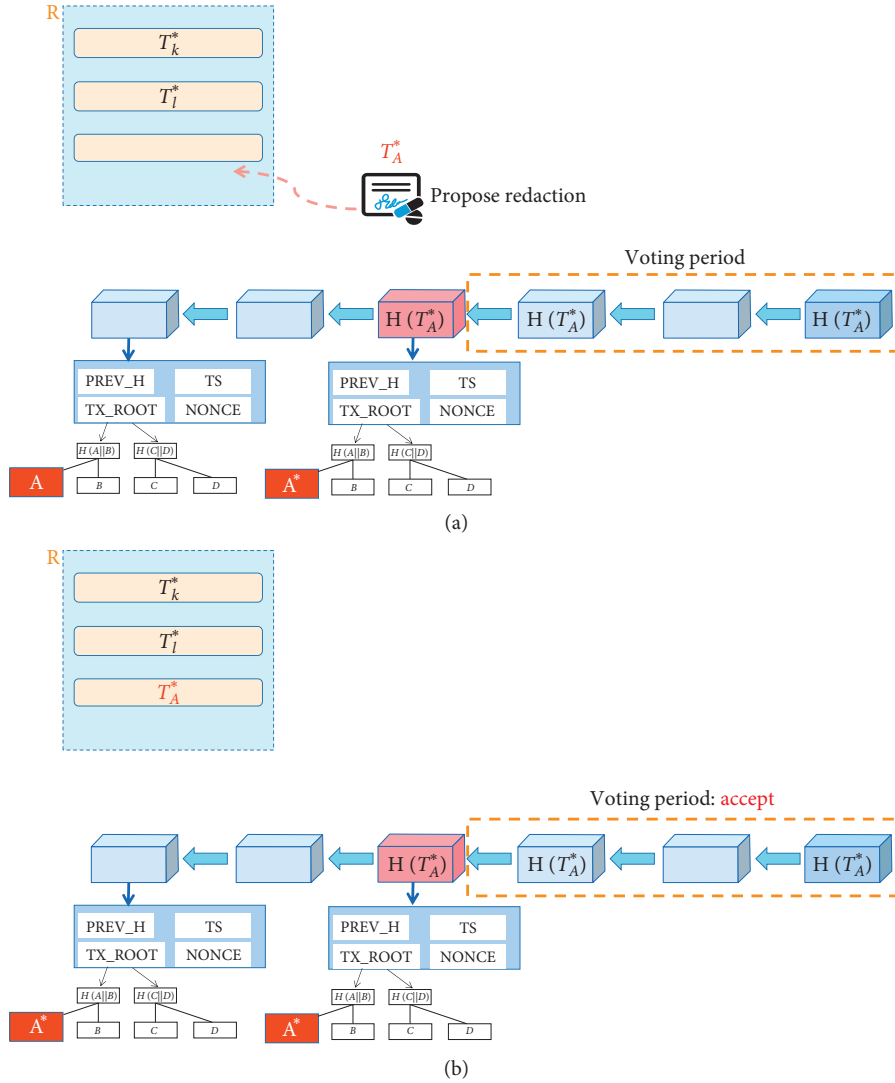 R
T*k
T*l
T*A
Propose redaction
Voting period
H (T*A) H (T*A) H (T*A)
PREV_H TS PREV_H TS
TX_ROOT NONCE TX_ROOT NONCE
H (A||B) H (C||D) H (A||B) H (C||D)
A B C D A* B C D
(a)
R
T*k
T*l
T*A
Voting period: accept
H (T*A) H (T*A) H (T*A)
PREV_H TS PREV_H TS
TX_ROOT NONCE TX_ROOT NONCE
H (A||B) H (C||D) H (A||B) H (C||D)
A* B C D A* B C D
(b)